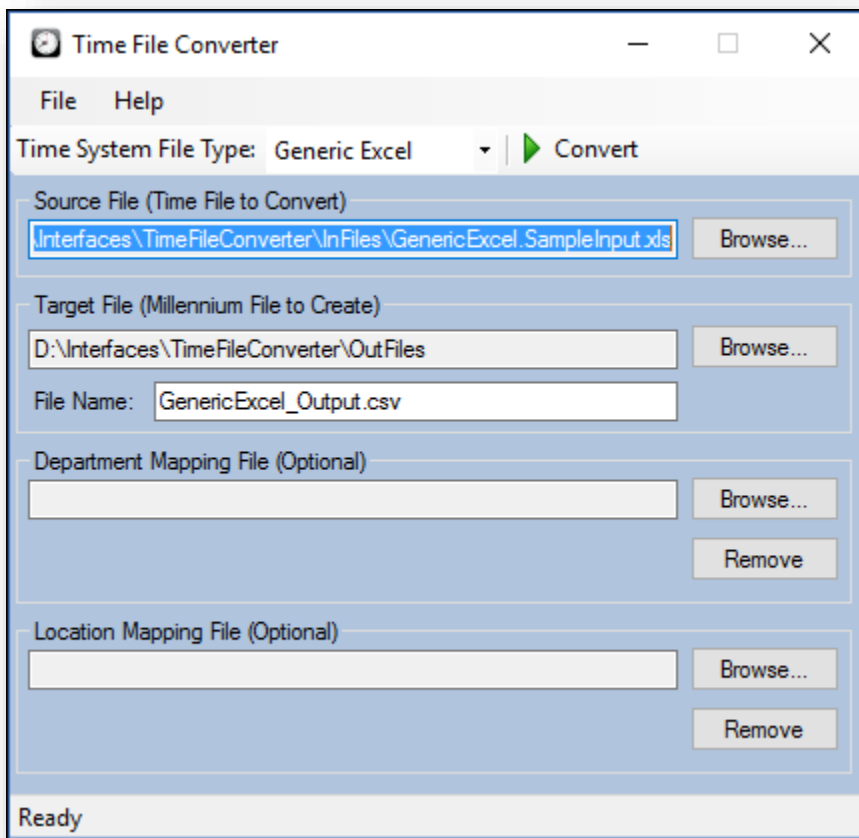 Time File Converter
File Help
Time System File Type: Generic Excel Convert
Source File (Time File to Convert)
\Interfaces\TimeFileConverter\InFiles\GenericExcel.SampleInput.xls Browse...
Target File (Millennium File to Create)
D:\Interfaces\TimeFileConverter\OutFiles Browse...
File Name: GenericExcel_Output.csv
Department Mapping File (Optional)
Browse...
Remove
Location Mapping File (Optional)
Browse...
Remove
Ready